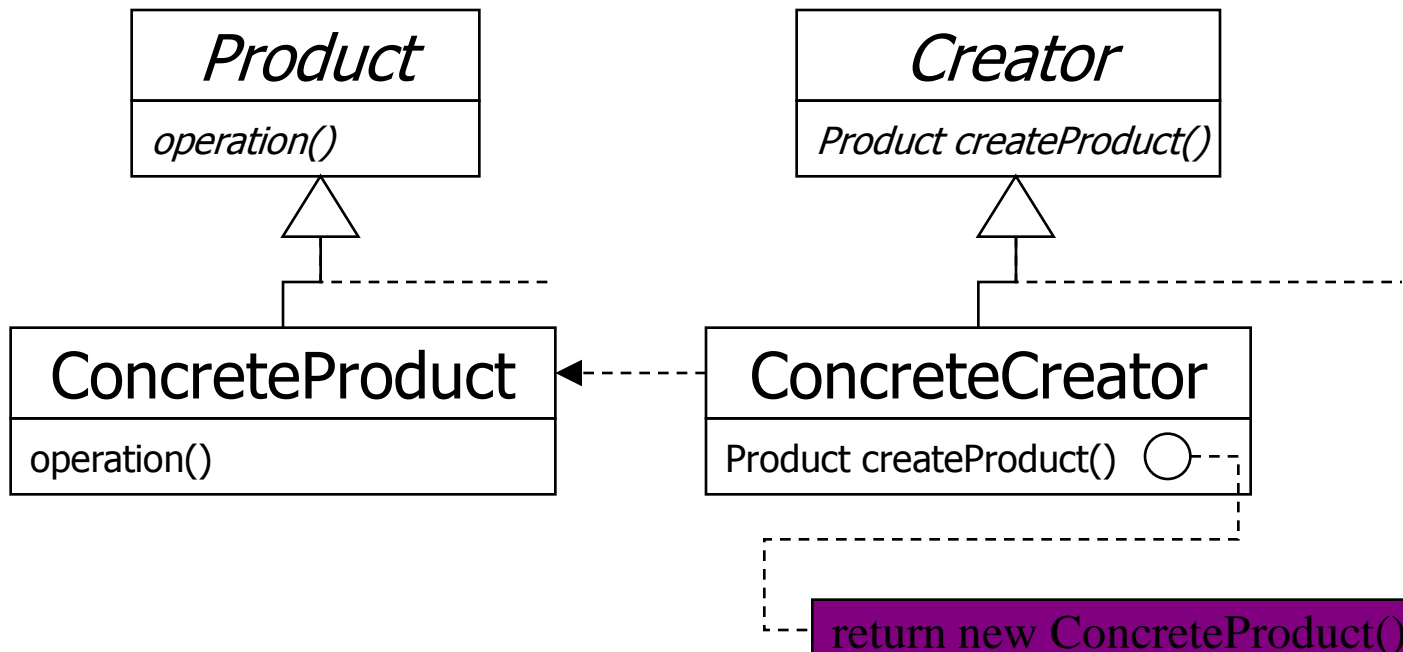 Product
operation()
Creator
Product createProduct()
ConcreteProduct
operation()
ConcreteCreator
Product createProduct()
return new ConcreteProduct()